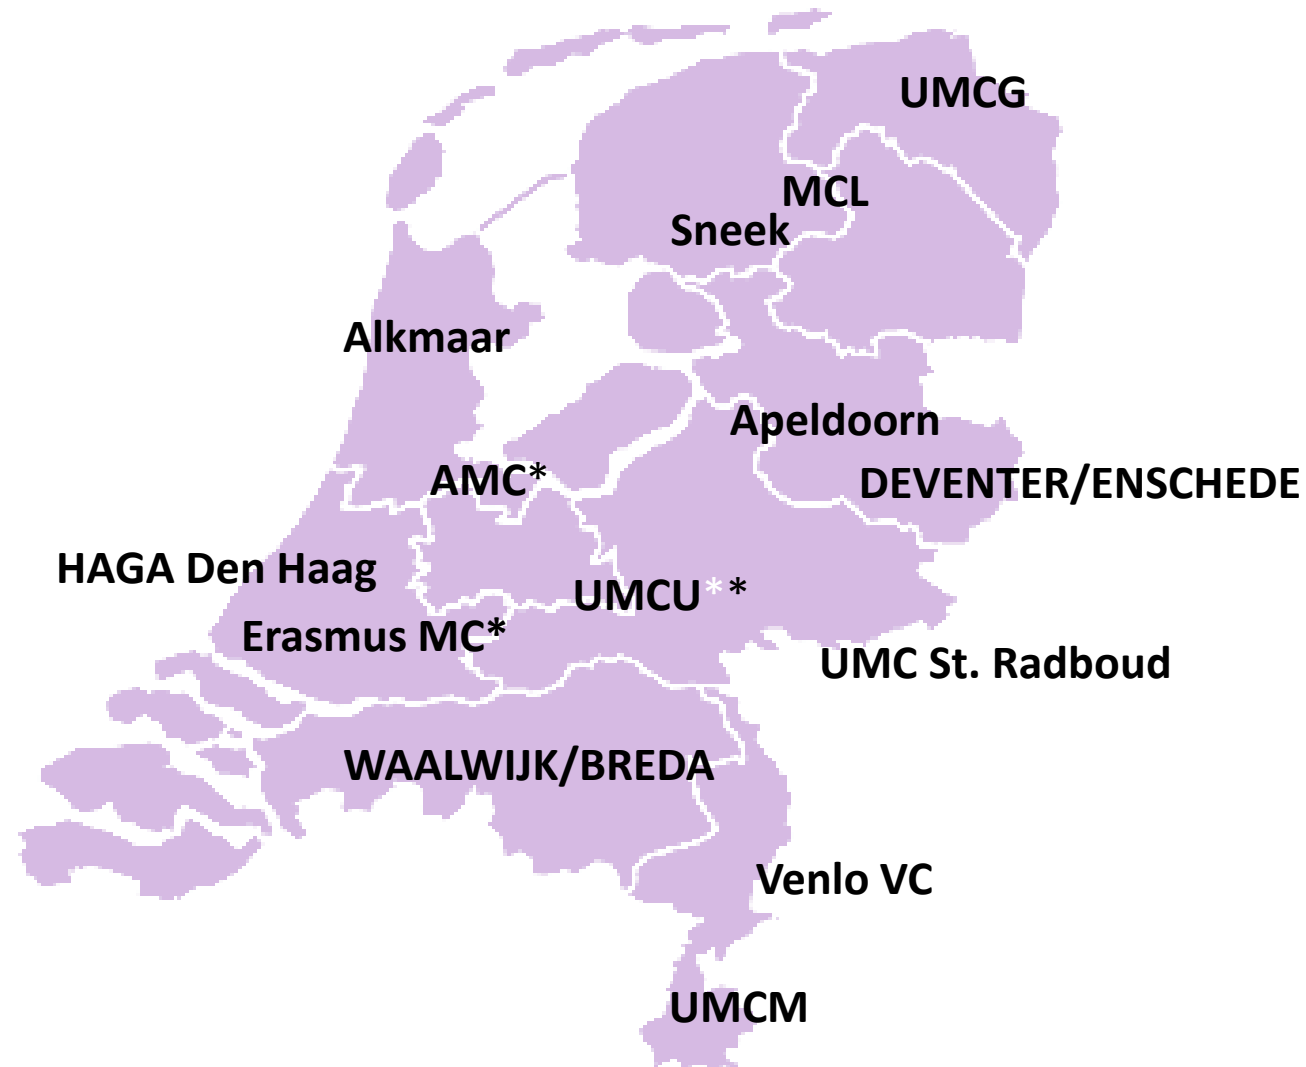 UMCG
MCL
Sneek
Alkmaar
Apeldoorn
AMC*
DEVENTER/ENSCHEDE
HAGA Den Haag
UMCU**
Erasmus MC*
UMC St. Radboud
WAALWIJK/BREDA
Venlo VC
UMCM